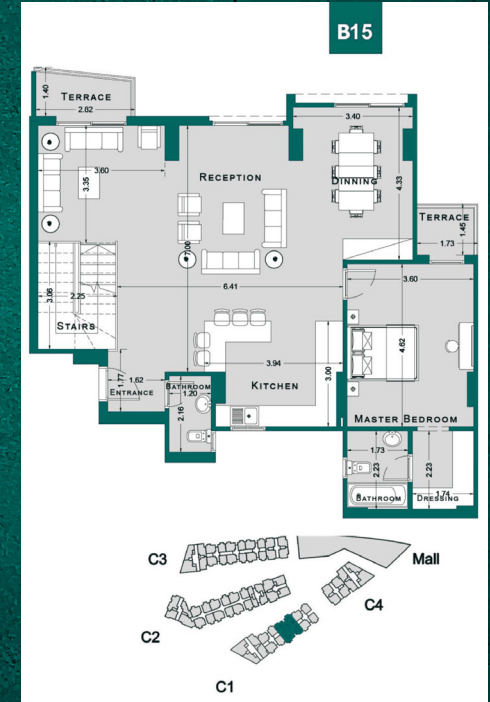 B15
TERRACE
2.82
1.40
3.60
3.35
RECEPTION
7.00
3.40
DINNING
4.33
TERRACE
1.73
1.45
3.06
2.25
STAIRS
6.41
3.60
4.62
MASTER BEDROOM
1.77
1.62
ENTRANCE
BATHROOM
1.20
2.16
3.94
3.00
KITCHEN
1.73
2.23
BATHROOM
2.23
1.74
DRESSING
C3
Mall
C4
C2
C1